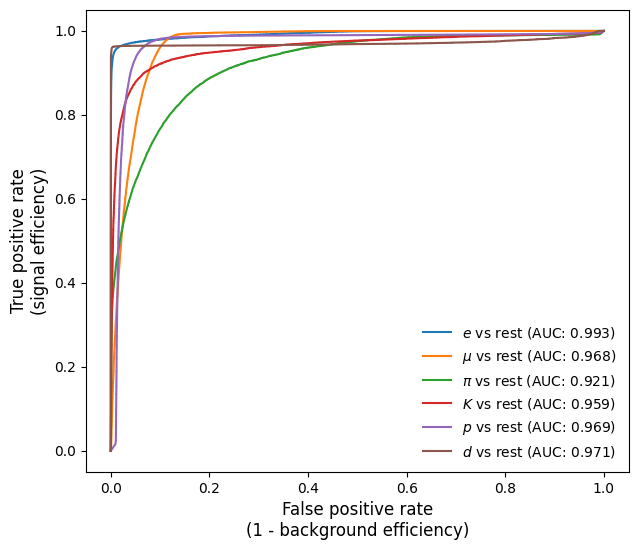 True positive rate
(signal efficiency)
1.0
0.8
0.6
0.4
0.2
0.0
e vs rest (AUC: 0.993)
μ vs rest (AUC: 0.968)
π vs rest (AUC: 0.921)
K vs rest (AUC: 0.959)
p vs rest (AUC: 0.969)
d vs rest (AUC: 0.971)
0.0 0.2 0.4 0.6 0.8 1.0
False positive rate
(1 - background efficiency)